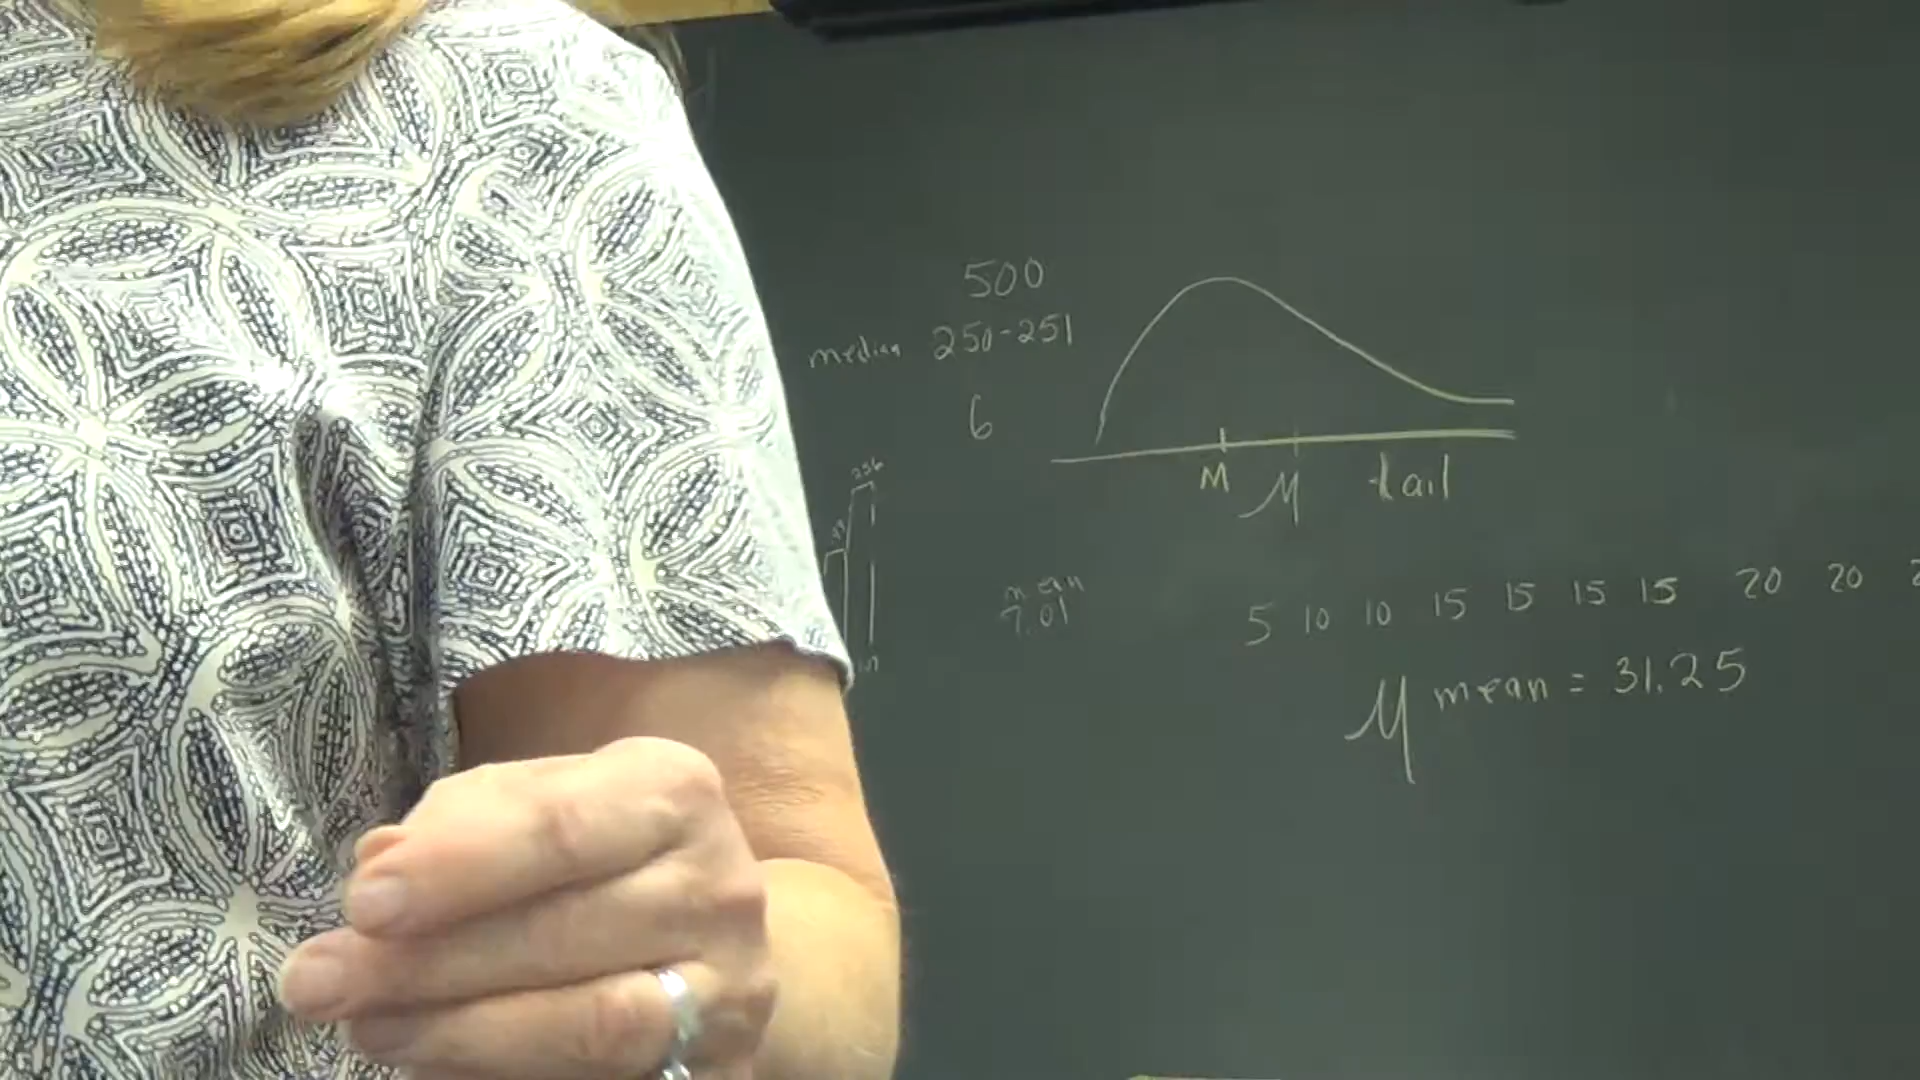 500
median 250-251
6
M μ tail
256
mean
7.01
5 10 10 15 15 15 15 20 20
μ mean = 31.25